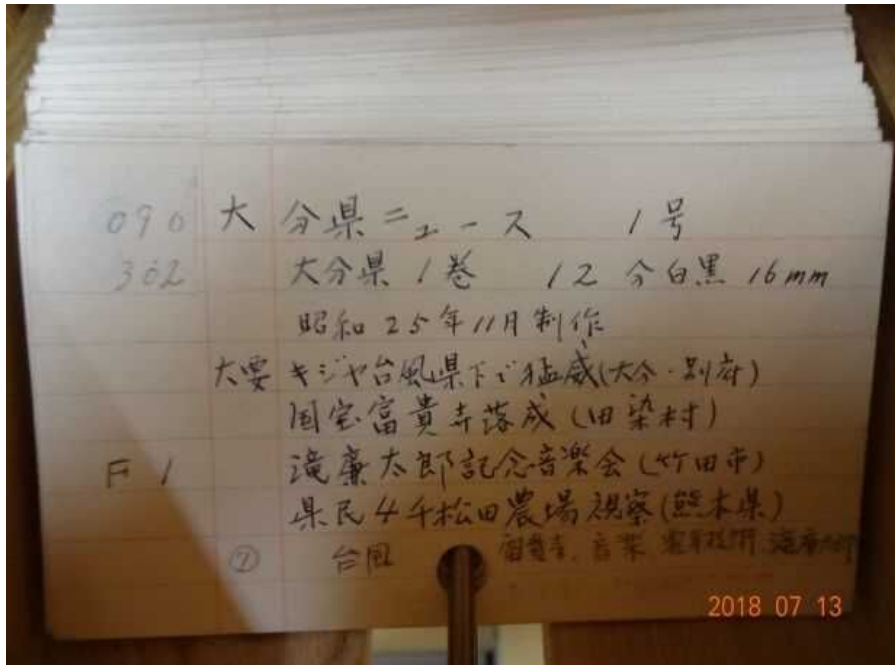 090 大 分県ニュース 1号
302 大分県 1巻 12分白黒 16mm
昭和25年11月制作
大要 キジヤ台風県下で猛威(大分・別府)
国宝富貴寺落成(田染村)
F1 滝廉太郎記念音楽会(竹田市)
県民4千松田農場視察(熊本県)
⑦ 台風 富貴寺、音楽
2018 07 13